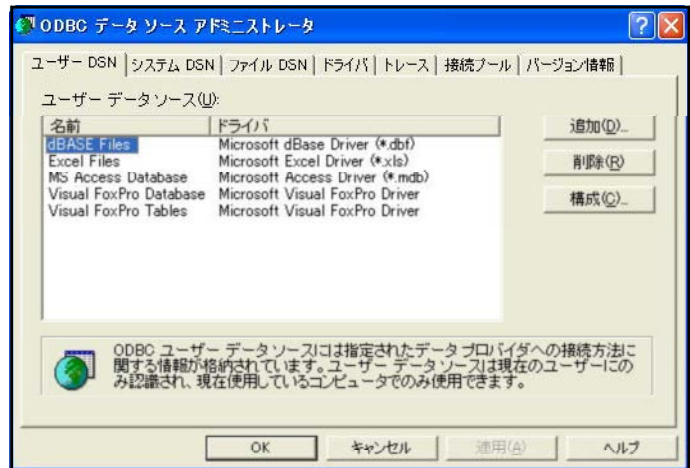 ODBC データ ソース アドミニストレータ
ユーザー DSN システム DSN ファイル DSN ドライバ トレース 接続プール バージョン情報
ユーザー データ ソース(U):
名前 ドライバ
dBASE Files Microsoft dBase Driver (*.dbf)
Excel Files Microsoft Excel Driver (*.xls)
MS Access Database Microsoft Access Driver (*.mdb)
Visual FoxPro Database Microsoft Visual FoxPro Driver
Visual FoxPro Tables Microsoft Visual FoxPro Driver
追加(D)...
削除(R)
構成(C)...
ODBC ユーザー データ ソースには指定されたデータ プロバイダへの接続方法に
関する情報が格納されています。ユーザー データ ソースは現在のユーザーにの
み認識され、現在使用しているコンピュータでのみ使用できます。
OK キャンセル 適用(A) ヘルプ